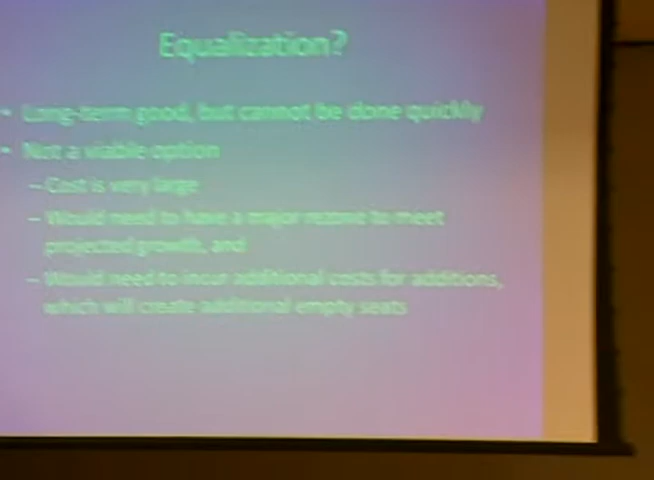 Equalization?
• Long-term good, but cannot be done quickly
• Not a viable option
– Cost is very large
– Would need to have a major rezone to meet
projected growth, and
– Would need to incur additional costs for additions,
which will create additional empty seats